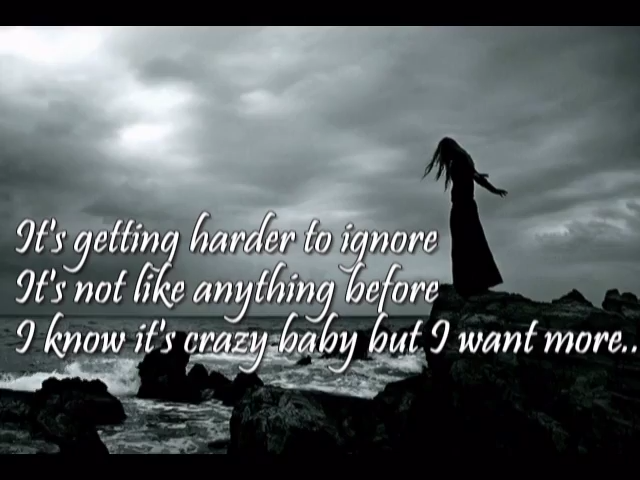 It's getting harder to ignore
It's not like anything before
I know it's crazy baby but I want more..